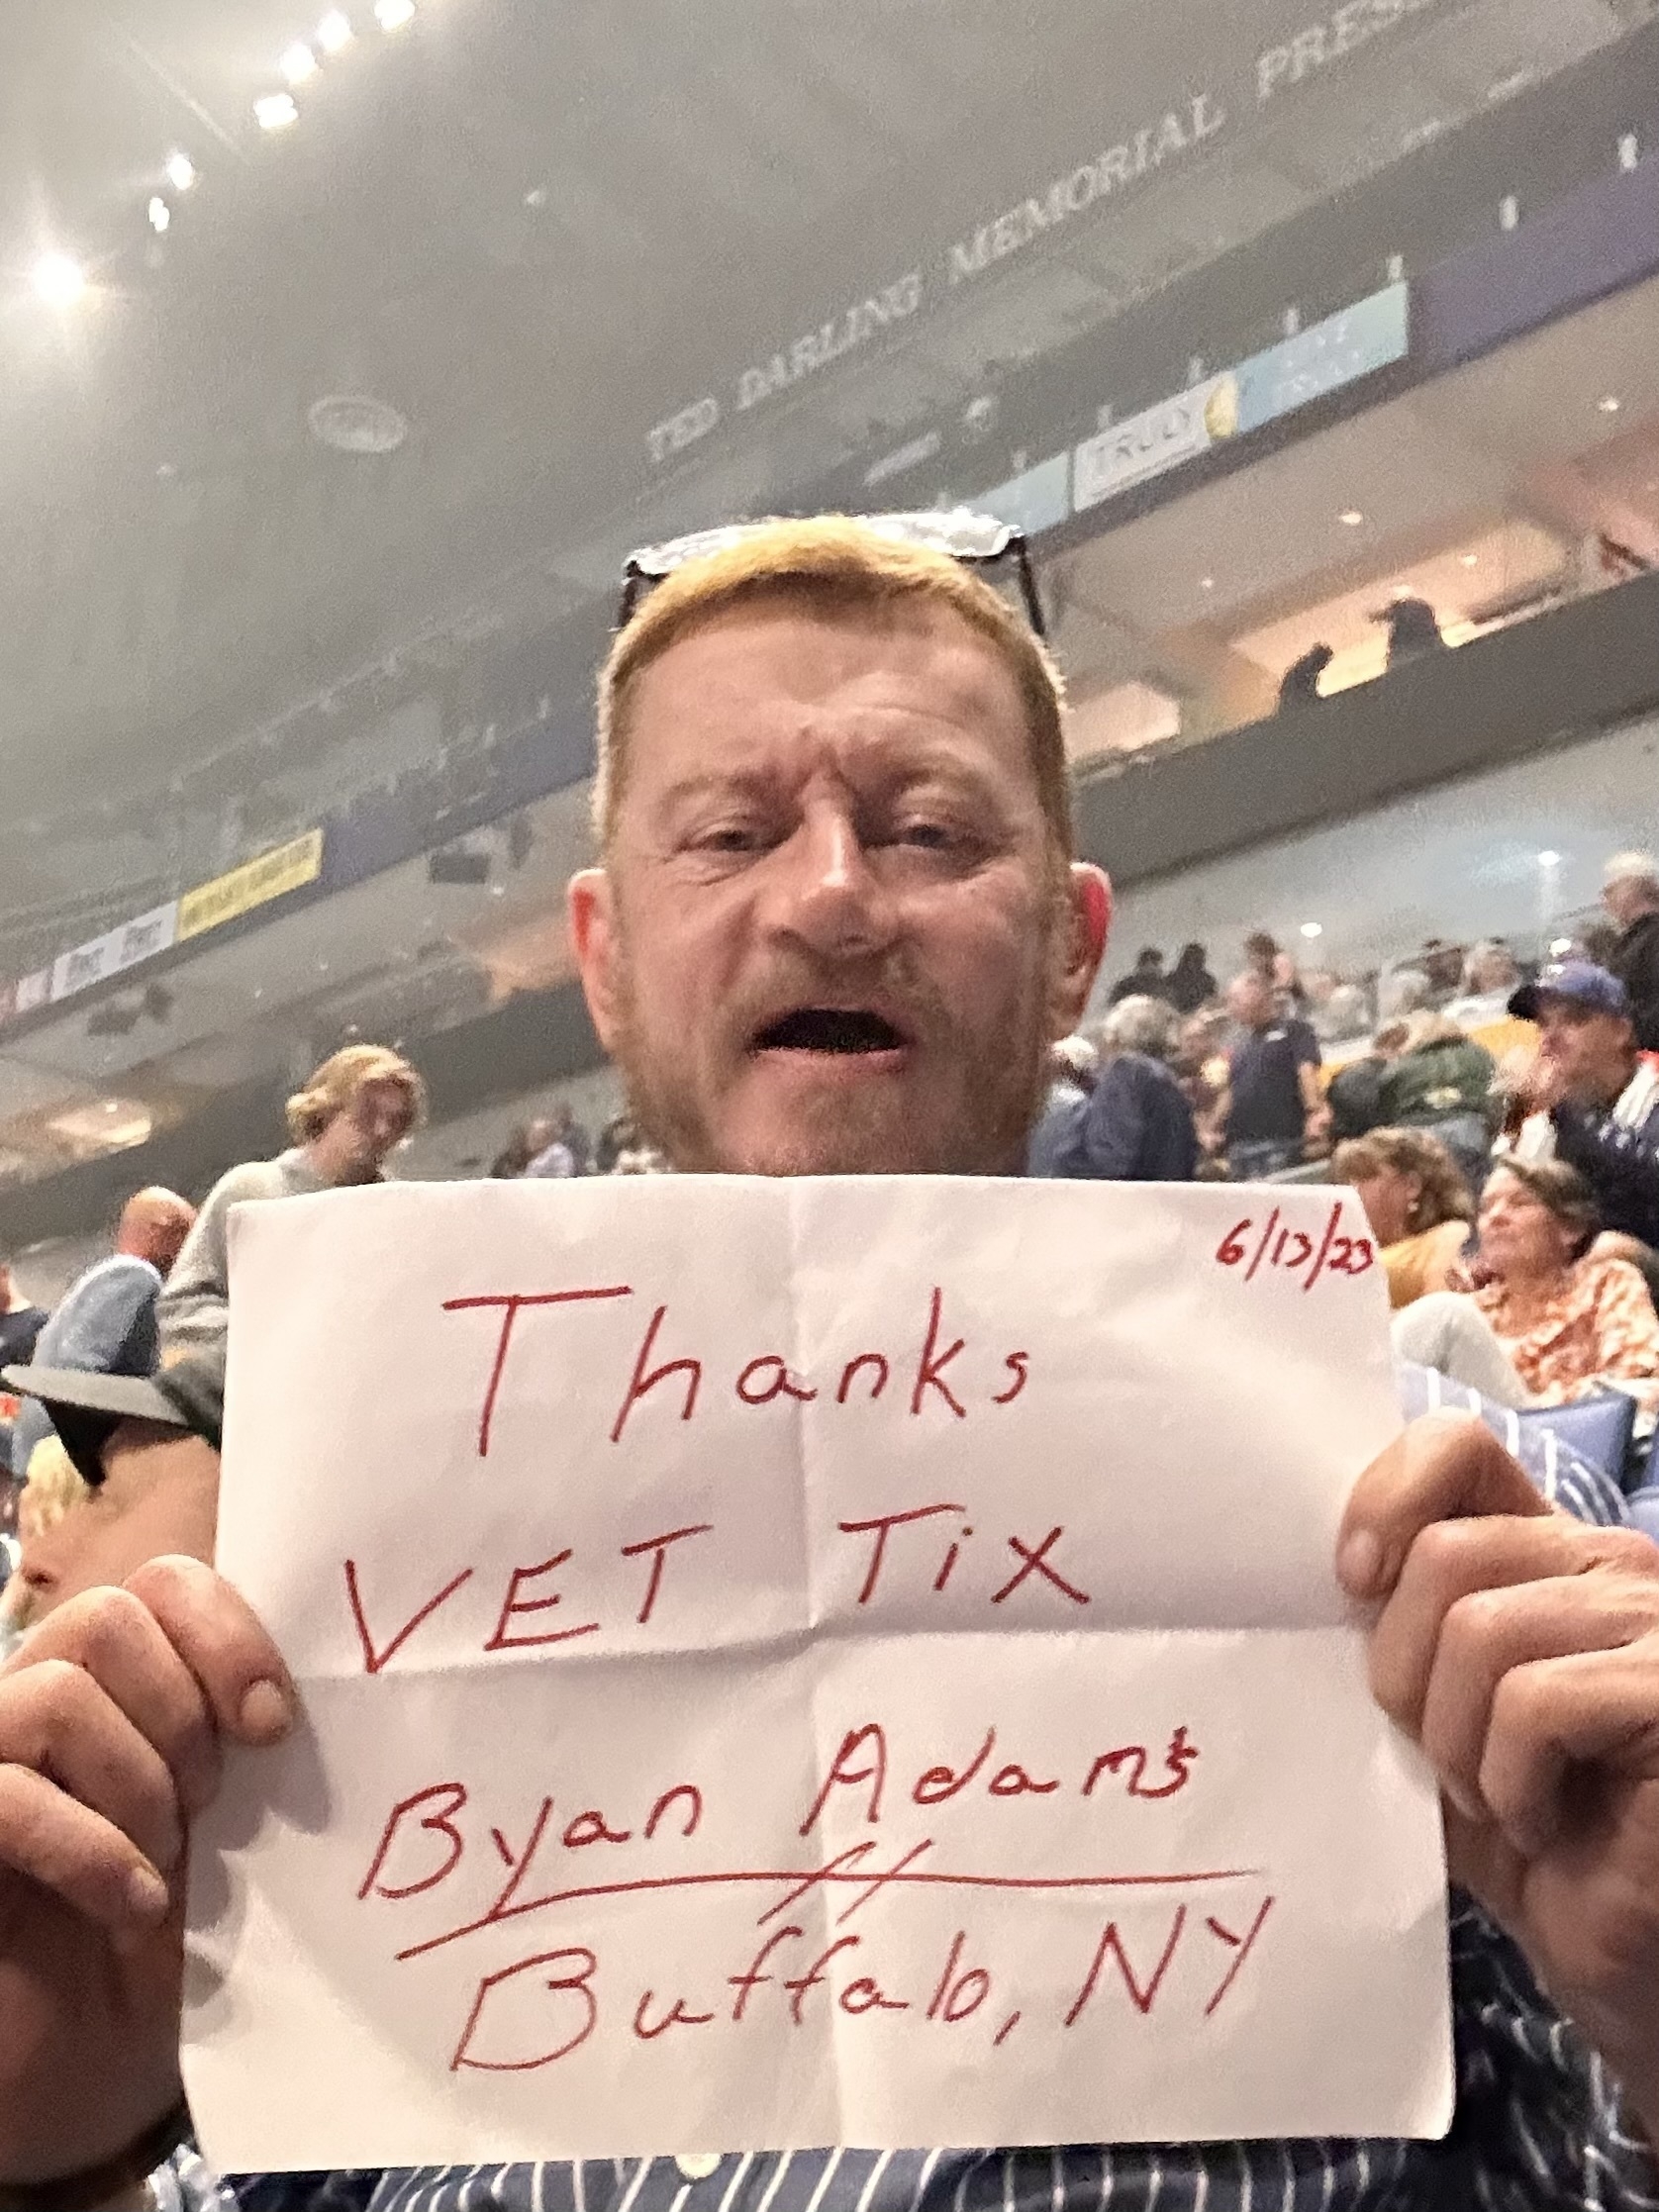 TED DARLING MEMORIAL PRESS
TRULY
6/13/23
Thanks
VET Tix
Byan Adams
Buffalo, NY